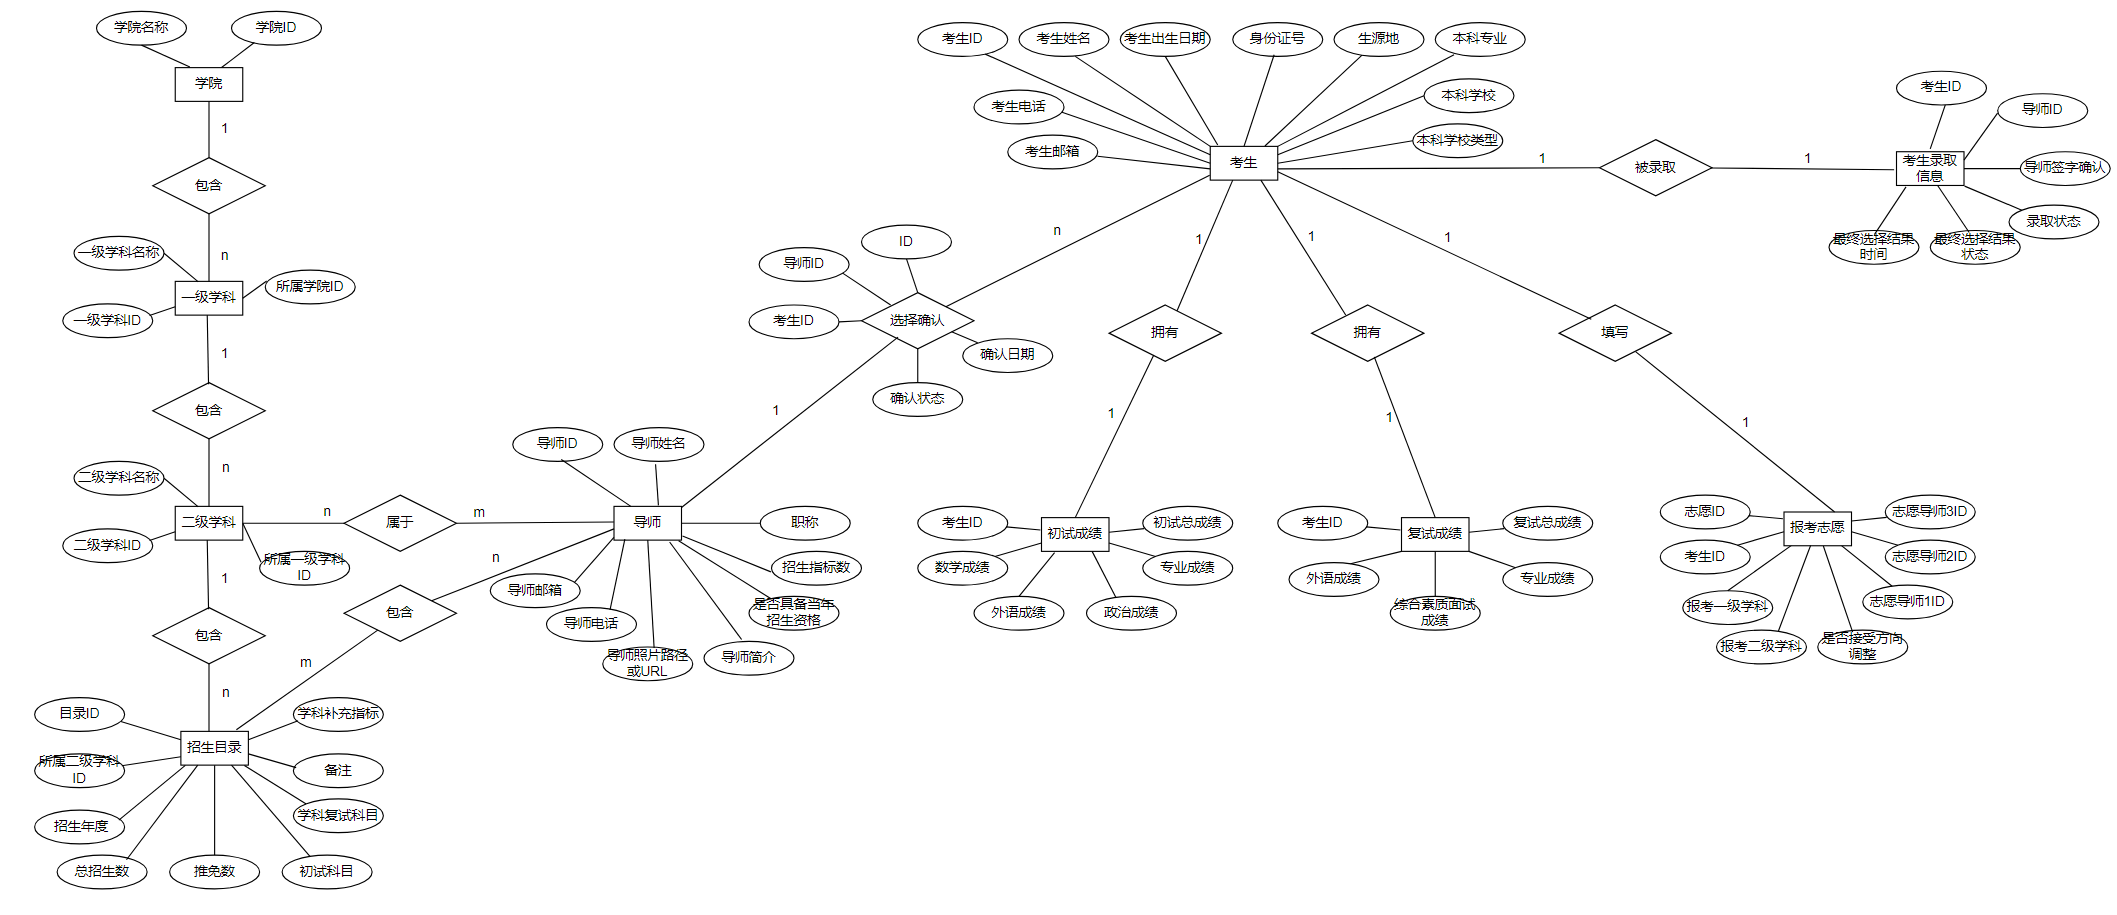 学院名称
学院ID
学院
1
包含
n
一级学科名称
所属学院ID
一级学科
一级学科ID
1
包含
n
二级学科名称
二级学科
二级学科ID
所属一级学科
ID
n
属于
m
1
包含
n
包含
m
n
目录ID
学科补充指标
招生目录
所属二级学科
ID
备注
招生年度
学科复试科目
总招生数
推免数
初试科目
导师ID
导师姓名
导师
职称
招生指标数
是否具备当年
招生资格
导师邮箱
导师电话
导师照片路径
或URL
导师简介
1
n
ID
导师ID
考生ID
选择确认
确认日期
确认状态
考生ID
考生姓名
考生出生日期
身份证号
生源地
本科专业
考生电话
本科学校
考生邮箱
本科学校类型
考生
1
被录取
1
考生ID
导师ID
考生录取
信息
导师签字确认
录取状态
最终选择结果
时间
最终选择结果
状态
1
拥有
1
考生ID
初试成绩
初试总成绩
数学成绩
专业成绩
外语成绩
政治成绩
1
拥有
1
考生ID
复试成绩
复试总成绩
外语成绩
专业成绩
综合素质面试
成绩
1
填写
1
志愿ID
志愿导师3ID
报考志愿
考生ID
志愿导师2ID
报考一级学科
志愿导师1ID
报考二级学科
是否接受方向
调整